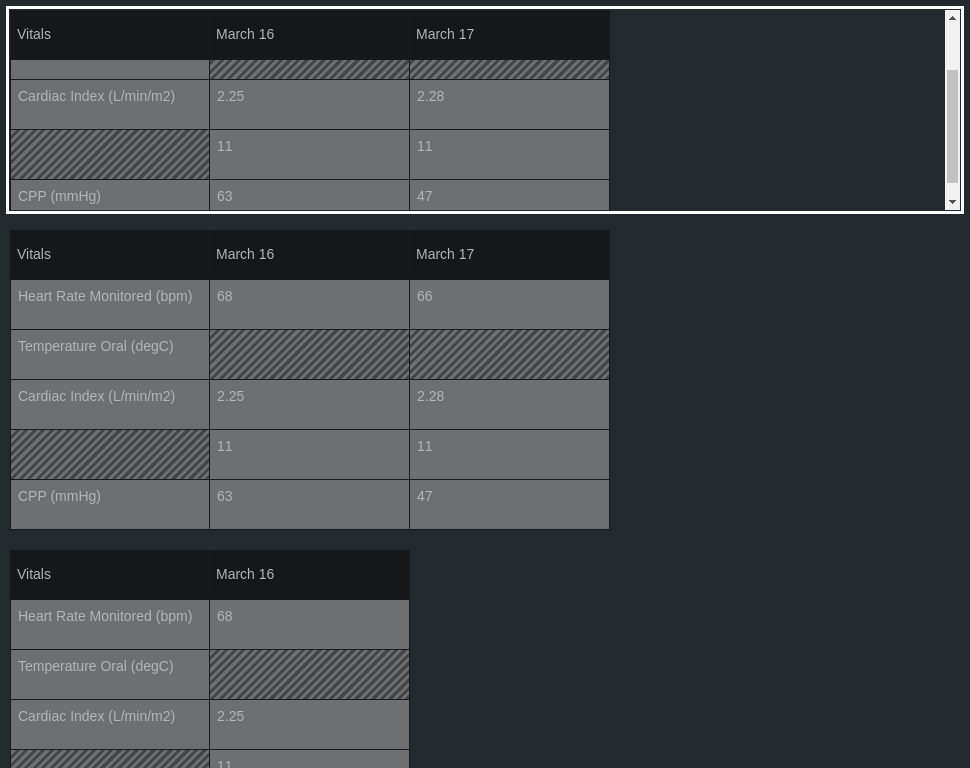 Vitals March 16 March 17
Cardiac Index (L/min/m2) 2.25 2.28
11 11
CPP (mmHg) 63 47
Vitals March 16 March 17
Heart Rate Monitored (bpm) 68 66
Temperature Oral (degC)
Cardiac Index (L/min/m2) 2.25 2.28
11 11
CPP (mmHg) 63 47
Vitals March 16
Heart Rate Monitored (bpm) 68
Temperature Oral (degC)
Cardiac Index (L/min/m2) 2.25
11